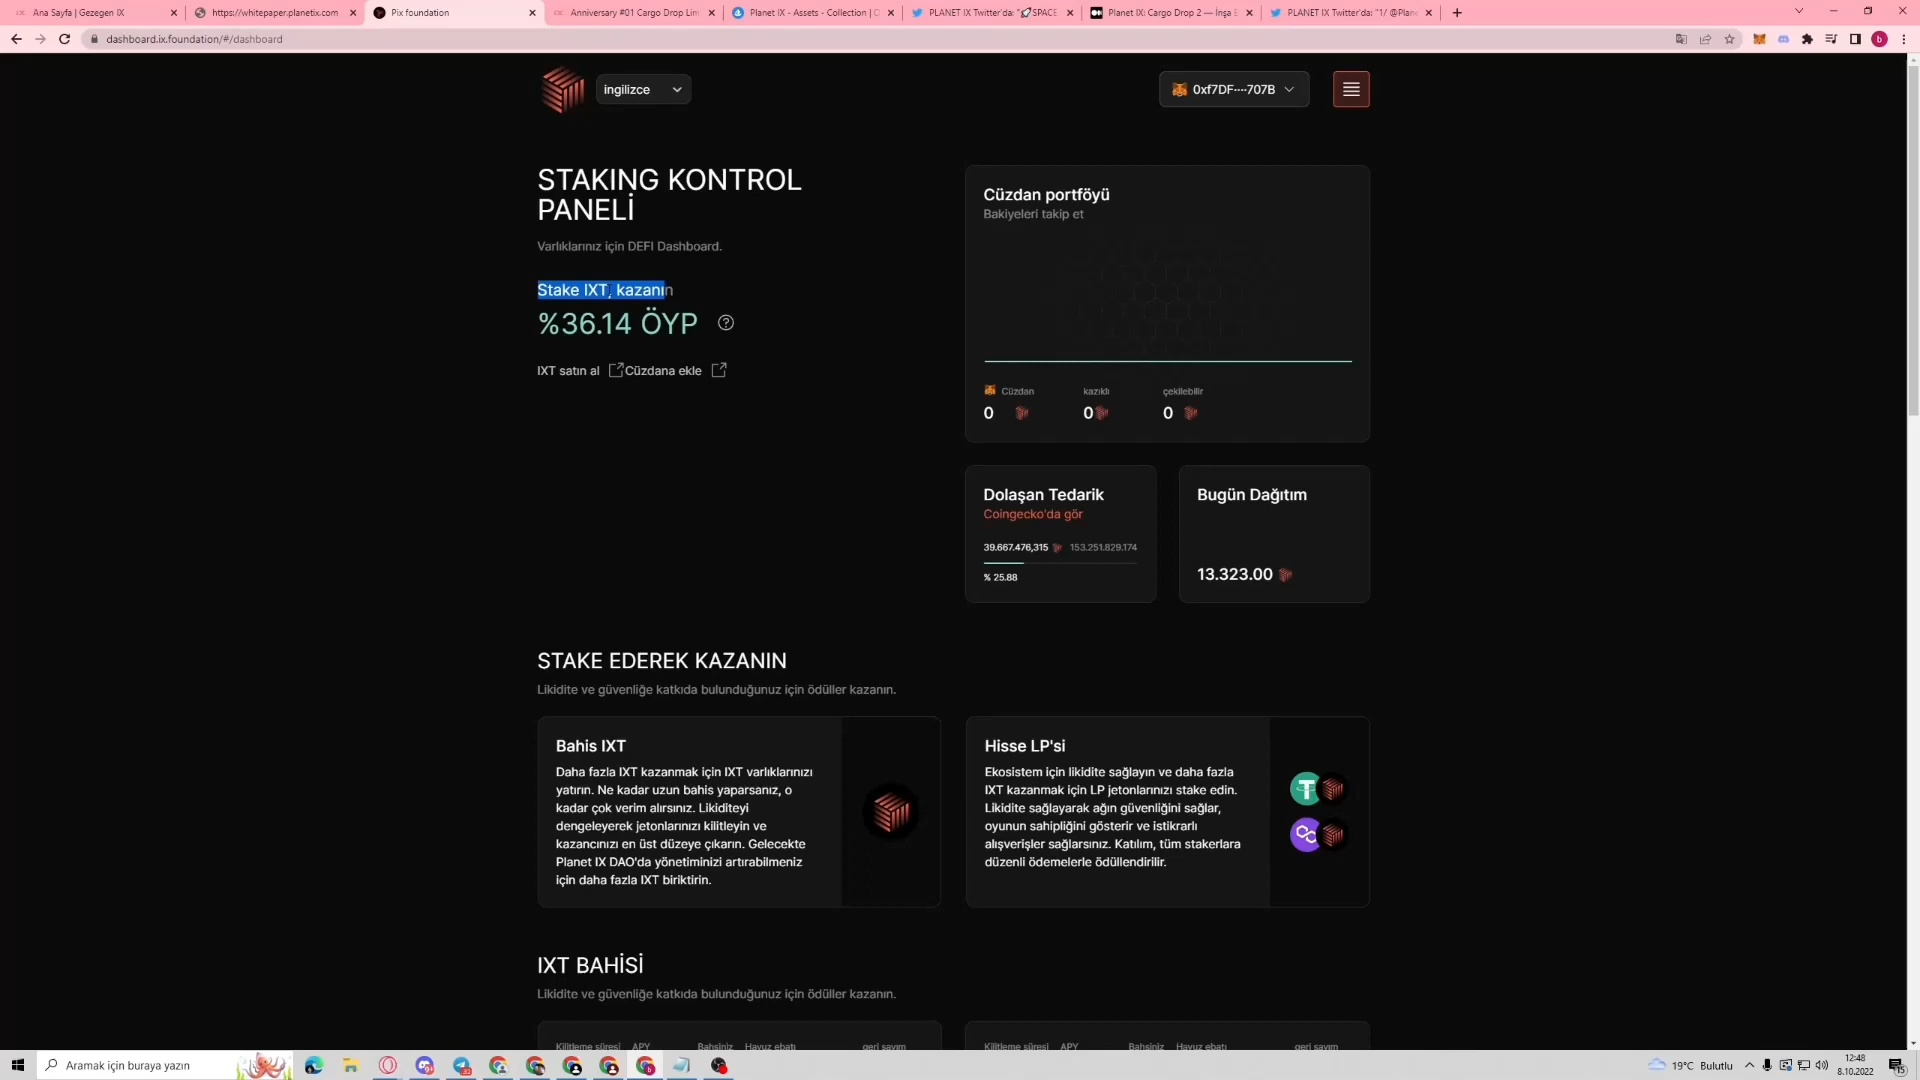 Ana Sayfa | Gezegen IX
https://whitepaper.planetix.com
Pix foundation
Anniversary #01 Cargo Drop Lim
Planet IX - Assets - Collection | O
PLANET IX Twitter'da: "🚀SPACE
Planet IX: Cargo Drop 2 — İnşa E
PLANET IX Twitter'da: "1/ @Plane
dashboard.ix.foundation/#/dashboard
b
ingilizce
0xf7DF····707B
STAKING KONTROL
PANELİ
Varlıklarınız için DEFI Dashboard.
Stake IXT, kazanın
%36.14 ÖYP
IXT satın al
Cüzdana ekle
Cüzdan portföyü
Bakiyeleri takip et
Cüzdan
kazıklı
çekilebilir
0
0
0
Dolaşan Tedarik
Coingecko'da gör
39.667.476,315
153.251.829.174
% 25.88
Bugün Dağıtım
13.323.00
STAKE EDEREK KAZANIN
Likidite ve güvenliğe katkıda bulunduğunuz için ödüller kazanın.
Bahis IXT
Daha fazla IXT kazanmak için IXT varlıklarınızı
yatırın. Ne kadar uzun bahis yaparsanız, o
kadar çok verim alırsınız. Likiditeyi
dengeleyerek jetonlarınızı kilitleyin ve
kazancınızı en üst düzeye çıkarın. Gelecekte
Planet IX DAO'da yönetiminizi artırabilmeniz
için daha fazla IXT biriktirin.
Hisse LP'si
Ekosistem için likidite sağlayın ve daha fazla
IXT kazanmak için LP jetonlarınızı stake edin.
Likidite sağlayarak ağın güvenliğini sağlar,
oyunun sahipliğini gösterir ve istikrarlı
alışverişler sağlarsınız. Katılım, tüm stakerlara
düzenli ödemelerle ödüllendirilir.
IXT BAHİSİ
Likidite ve güvenliğe katkıda bulunduğunuz için ödüller kazanın.
Kilitleme süresi APY Bahsiniz Havuz ebatı geri sayım
Kilitleme süresi APY Bahsiniz Havuz ebatı geri sayım
Aramak için buraya yazın
19°C Bulutlu
12:48
8.10.2022
15